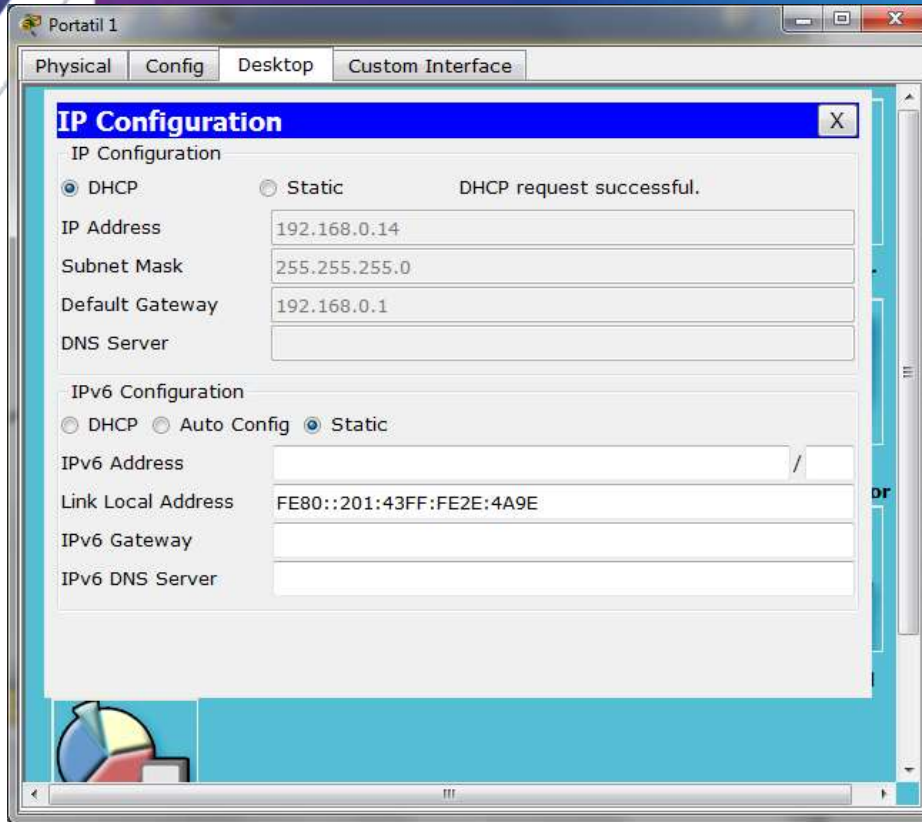 Portatil 1
Physical Config Desktop Custom Interface
IP Configuration X
IP Configuration
DHCP Static DHCP request successful.
IP Address 192.168.0.14
Subnet Mask 255.255.255.0
Default Gateway 192.168.0.1
DNS Server
IPv6 Configuration
DHCP Auto Config Static
IPv6 Address /
Link Local Address FE80::201:43FF:FE2E:4A9E
IPv6 Gateway
IPv6 DNS Server